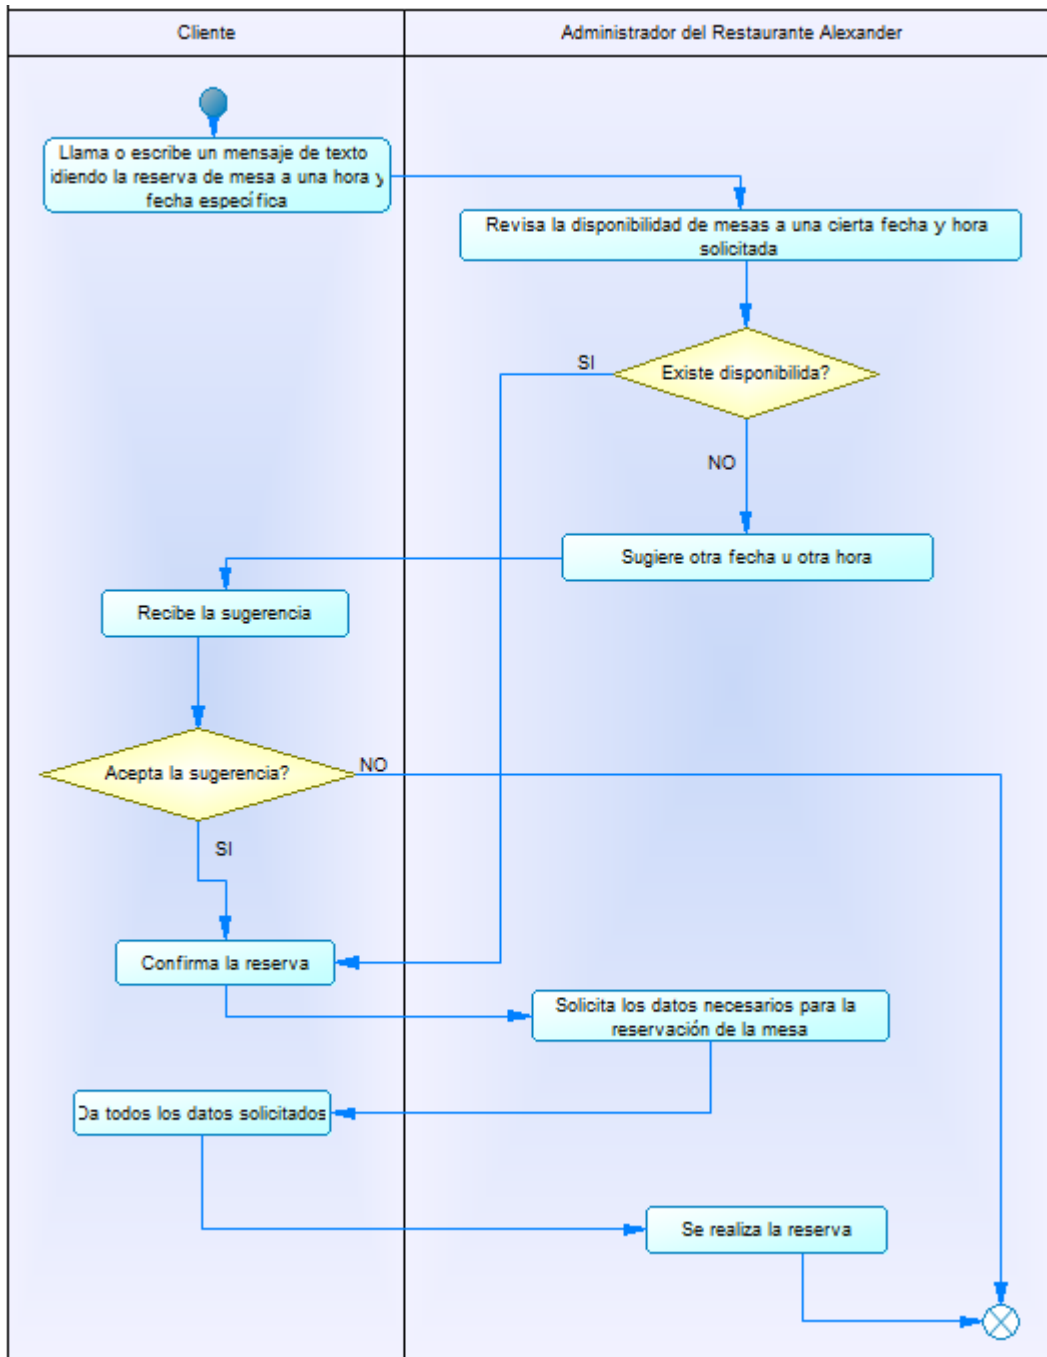 Cliente
Administrador del Restaurante Alexander
Llama o escribe un mensaje de texto
idiendo la reserva de mesa a una hora y
fecha específica
Revisa la disponibilidad de mesas a una cierta fecha y hora
solicitada
SI
Existe disponibilida?
NO
Sugiere otra fecha u otra hora
Recibe la sugerencia
Acepta la sugerencia?
NO
SI
Confirma la reserva
Solicita los datos necesarios para la
reservación de la mesa
Da todos los datos solicitados
Se realiza la reserva